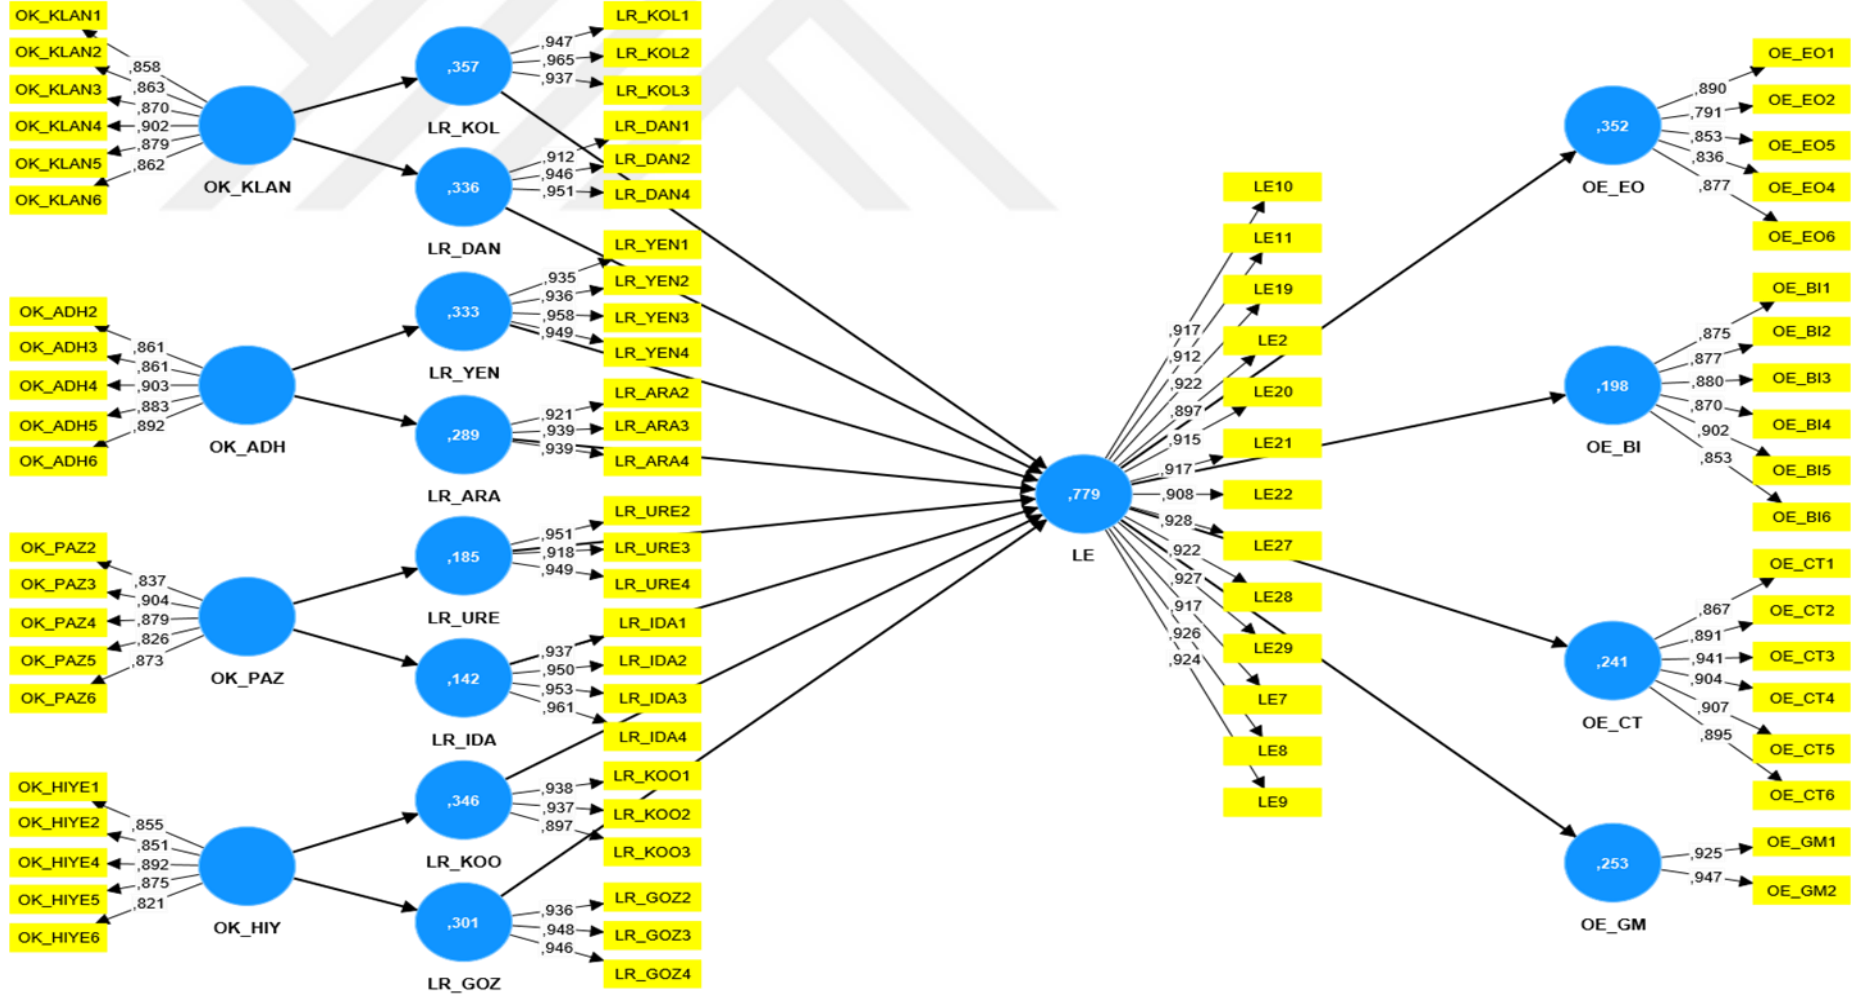 OK_KLAN1
OK_KLAN2
OK_KLAN3
OK_KLAN4
OK_KLAN5
OK_KLAN6
,858
,863
,870
,902
,879
,862
OK_KLAN
OK_ADH2
OK_ADH3
OK_ADH4
OK_ADH5
OK_ADH6
,861
,861
,903
,883
,892
OK_ADH
OK_PAZ2
OK_PAZ3
OK_PAZ4
OK_PAZ5
OK_PAZ6
,837
,904
,879
,826
,873
OK_PAZ
OK_HIYE1
OK_HIYE2
OK_HIYE4
OK_HIYE5
OK_HIYE6
,855
,851
,892
,875
,821
OK_HIY
,357
LR_KOL
,947
,965
,937
LR_KOL1
LR_KOL2
LR_KOL3
,336
LR_DAN
,912
,946
,951
LR_DAN1
LR_DAN2
LR_DAN4
,333
LR_YEN
,935
,936
,958
,949
LR_YEN1
LR_YEN2
LR_YEN3
LR_YEN4
,289
LR_ARA
,921
,939
,939
LR_ARA2
LR_ARA3
LR_ARA4
,185
LR_URE
,951
,918
,949
LR_URE2
LR_URE3
LR_URE4
,142
LR_IDA
,937
,950
,953
,961
LR_IDA1
LR_IDA2
LR_IDA3
LR_IDA4
,346
LR_KOO
,938
,937
,897
LR_KOO1
LR_KOO2
LR_KOO3
,301
LR_GOZ
,936
,948
,946
LR_GOZ2
LR_GOZ3
LR_GOZ4
,779
LE
,917
,912
,922
,897
,915
,917
,908
,928
,922
,927
,917
,926
,924
LE10
LE11
LE19
LE2
LE20
LE21
LE22
LE27
LE28
LE29
LE7
LE8
LE9
,352
OE_EO
,890
,791
,853
,836
,877
OE_EO1
OE_EO2
OE_EO5
OE_EO4
OE_EO6
,198
OE_BI
,875
,877
,880
,870
,902
,853
OE_BI1
OE_BI2
OE_BI3
OE_BI4
OE_BI5
OE_BI6
,241
OE_CT
,867
,891
,941
,904
,907
,895
OE_CT1
OE_CT2
OE_CT3
OE_CT4
OE_CT5
OE_CT6
,253
OE_GM
,925
,947
OE_GM1
OE_GM2